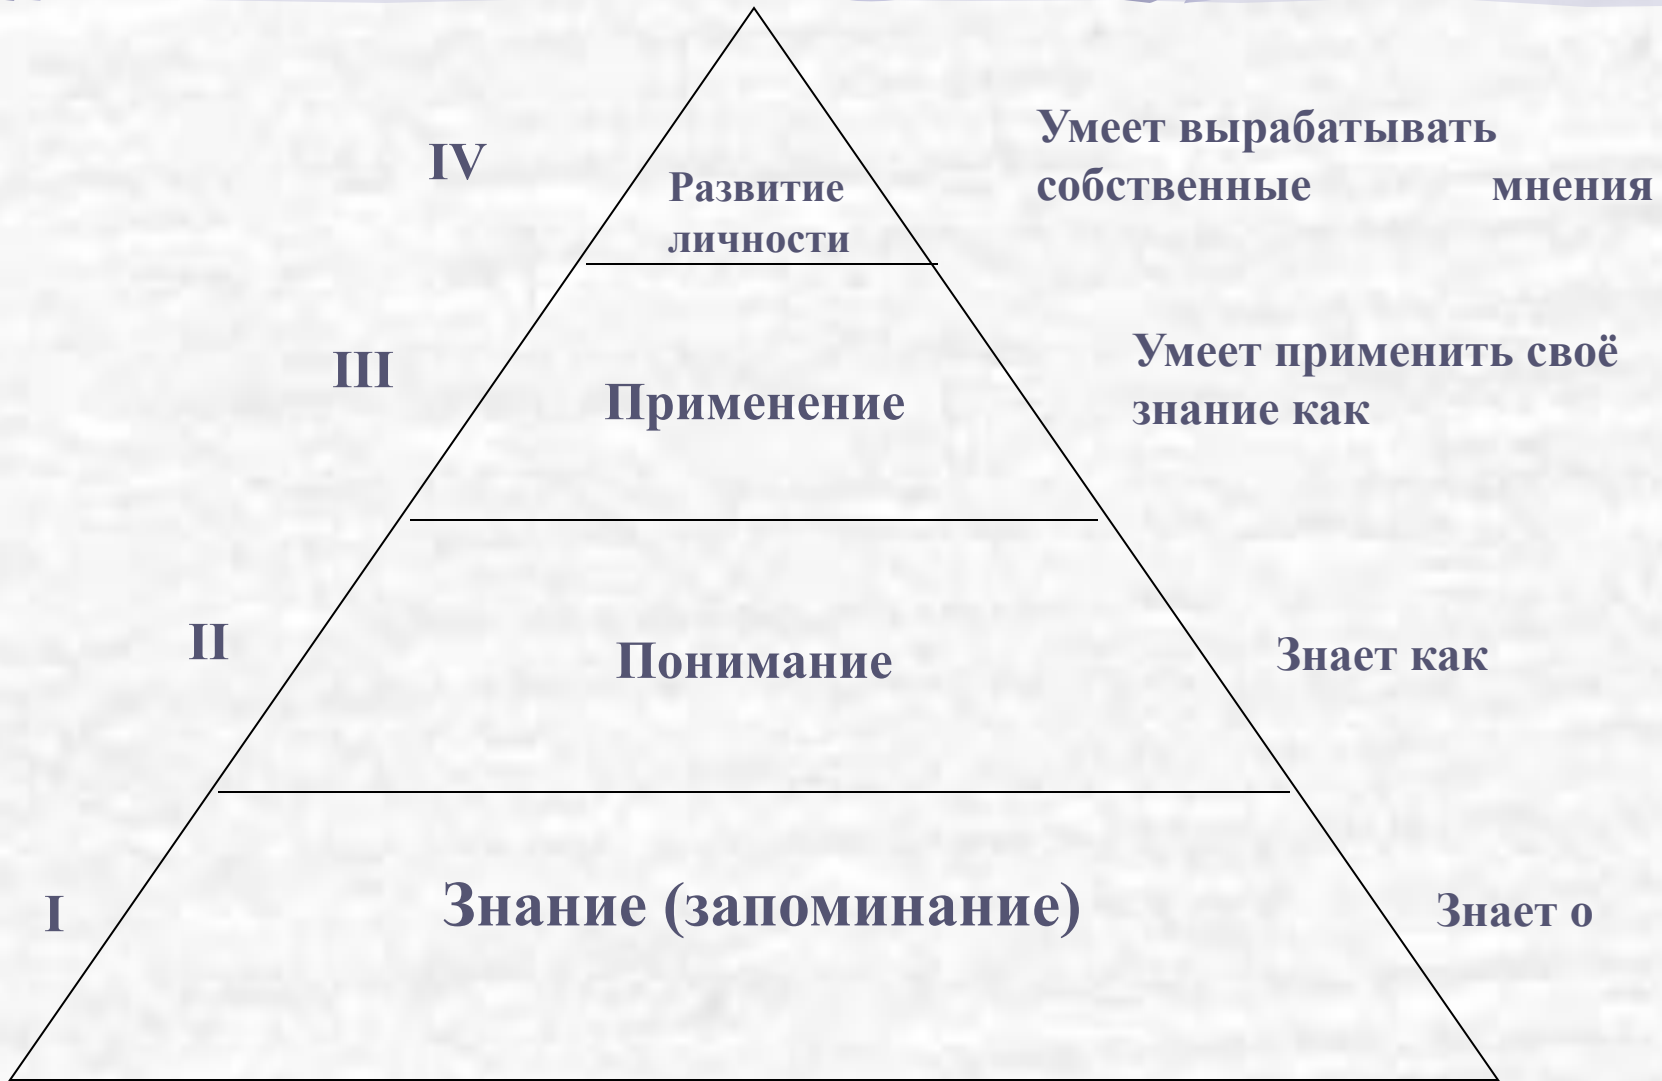 IV
Развитие
личности
Умеет вырабатывать
собственные мнения
III
Применение
Умеет применить своё
знание как
II
Понимание
Знает как
I
Знание (запоминание)
Знает о